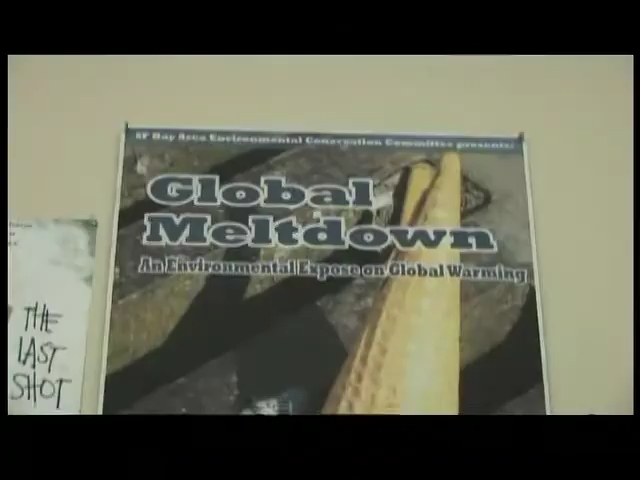 SF Bay Area Environmental Conservation Committee presents:
Global
Meltdown
An Environmental Expose on Global Warming
THE
LAST
SHOT